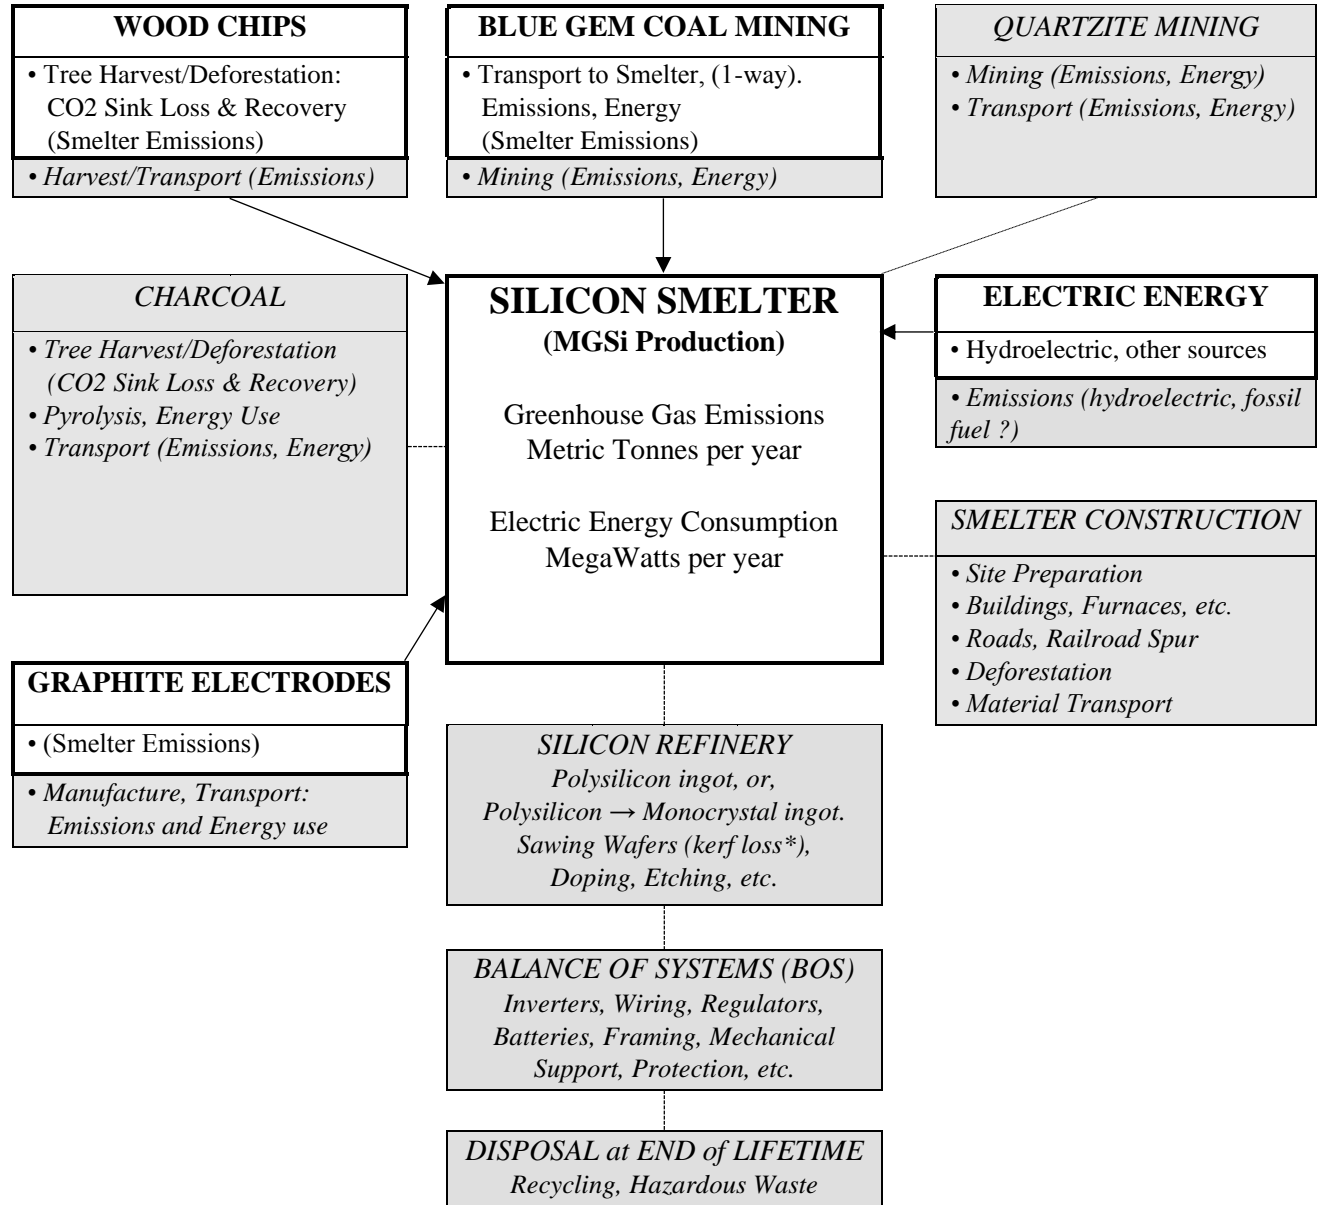 WOOD CHIPS
• Tree Harvest/Deforestation:
CO2 Sink Loss & Recovery
(Smelter Emissions)
• Harvest/Transport (Emissions)
BLUE GEM COAL MINING
• Transport to Smelter, (1-way).
Emissions, Energy
(Smelter Emissions)
• Mining (Emissions, Energy)
QUARTZITE MINING
• Mining (Emissions, Energy)
• Transport (Emissions, Energy)
CHARCOAL
• Tree Harvest/Deforestation
(CO2 Sink Loss & Recovery)
• Pyrolysis, Energy Use
• Transport (Emissions, Energy)
SILICON SMELTER
(MGSi Production)
Greenhouse Gas Emissions
Metric Tonnes per year
Electric Energy Consumption
MegaWatts per year
ELECTRIC ENERGY
• Hydroelectric, other sources
• Emissions (hydroelectric, fossil
fuel ?)
SMELTER CONSTRUCTION
• Site Preparation
• Buildings, Furnaces, etc.
• Roads, Railroad Spur
• Deforestation
• Material Transport
GRAPHITE ELECTRODES
• (Smelter Emissions)
• Manufacture, Transport:
Emissions and Energy use
SILICON REFINERY
Polysilicon ingot, or,
Polysilicon → Monocrystal ingot.
Sawing Wafers (kerf loss*),
Doping, Etching, etc.
BALANCE OF SYSTEMS (BOS)
Inverters, Wiring, Regulators,
Batteries, Framing, Mechanical
Support, Protection, etc.
DISPOSAL at END of LIFETIME
Recycling, Hazardous Waste